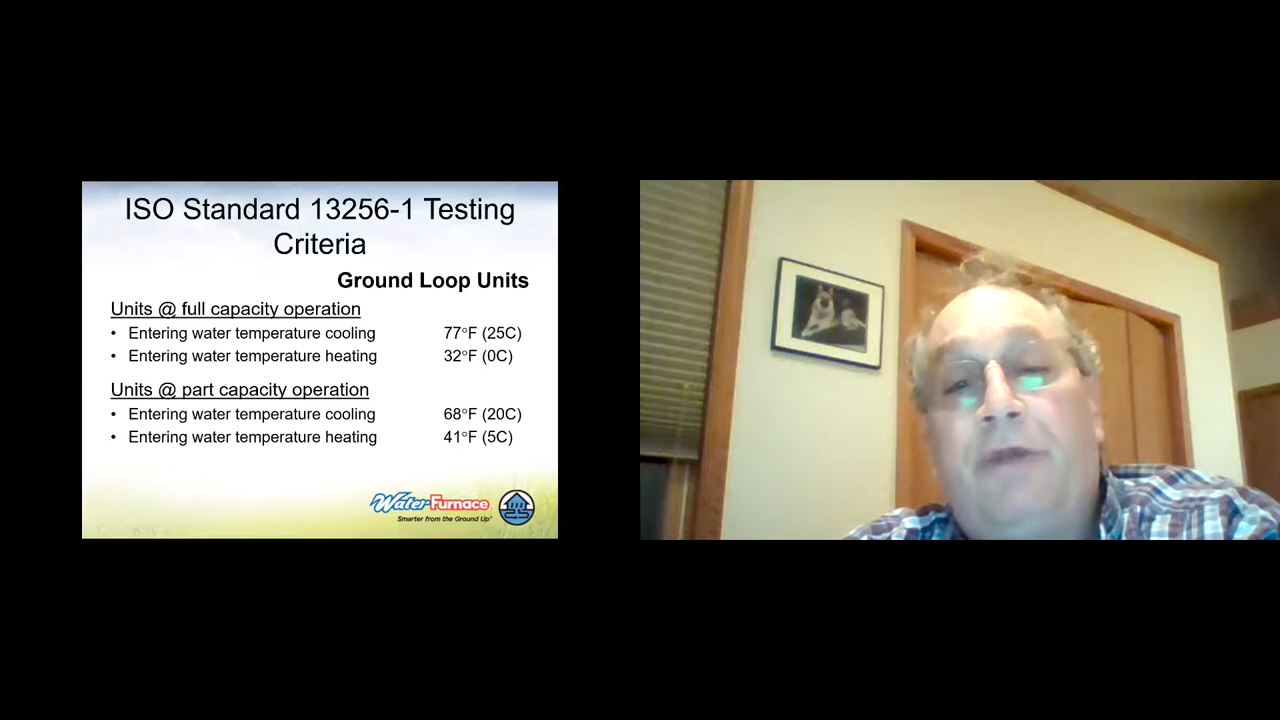 ISO Standard 13256-1 Testing
Criteria
Ground Loop Units
Units @ full capacity operation
• Entering water temperature cooling 77°F (25C)
• Entering water temperature heating 32°F (0C)
Units @ part capacity operation
• Entering water temperature cooling 68°F (20C)
• Entering water temperature heating 41°F (5C)
WaterFurnace
Smarter from the Ground Up™